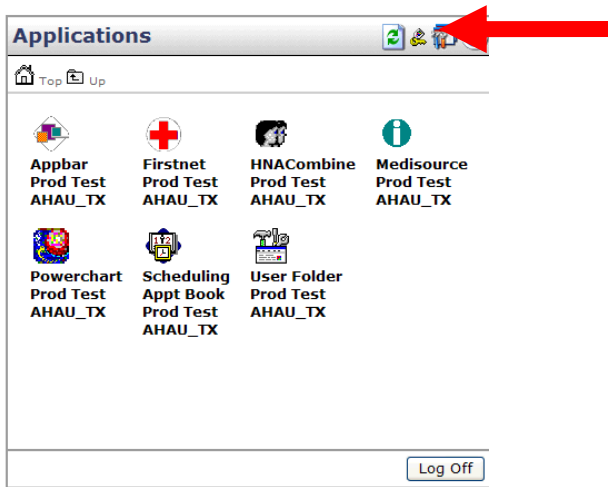 Applications
Top Up
Appbar
Prod Test
AHAU_TX
Firstnet
Prod Test
AHAU_TX
HNACombine
Prod Test
AHAU_TX
Medisource
Prod Test
AHAU_TX
Powerchart
Prod Test
AHAU_TX
Scheduling
Appt Book
Prod Test
AHAU_TX
User Folder
Prod Test
AHAU_TX
Log Off